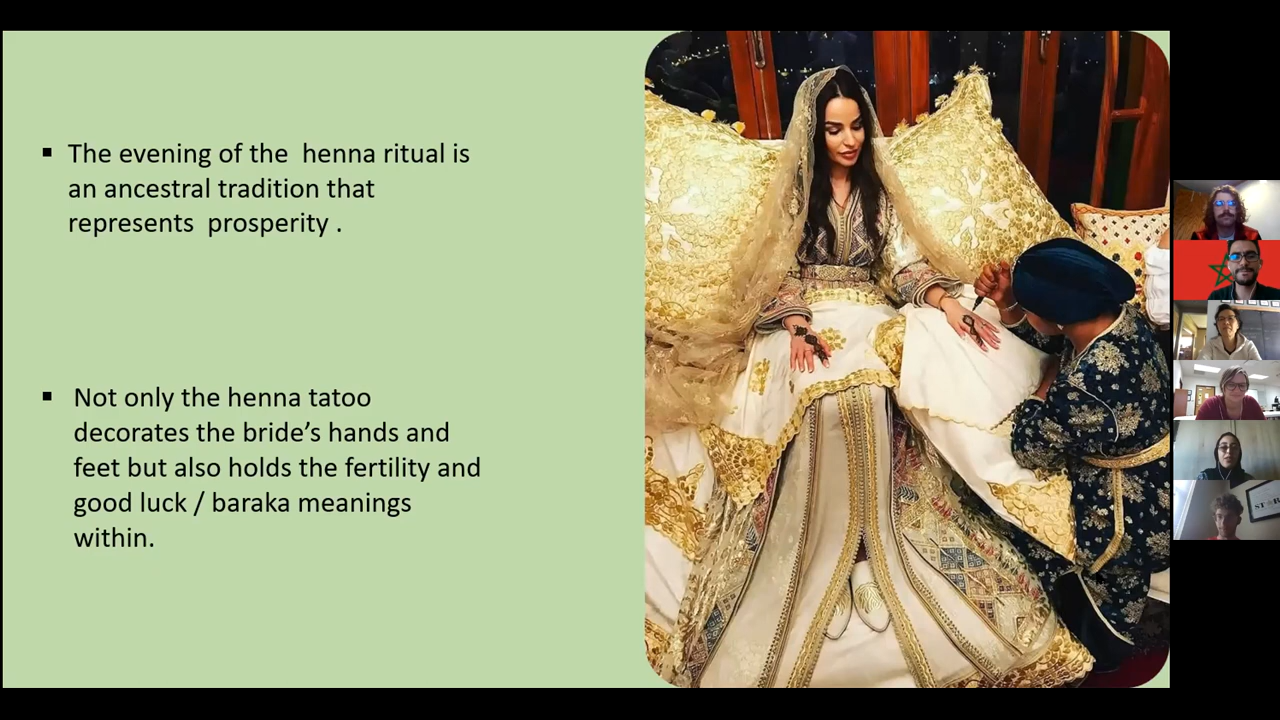 ▪ The evening of the henna ritual is
an ancestral tradition that
represents prosperity .
▪ Not only the henna tatoo
decorates the bride’s hands and
feet but also holds the fertility and
good luck / baraka meanings
within.